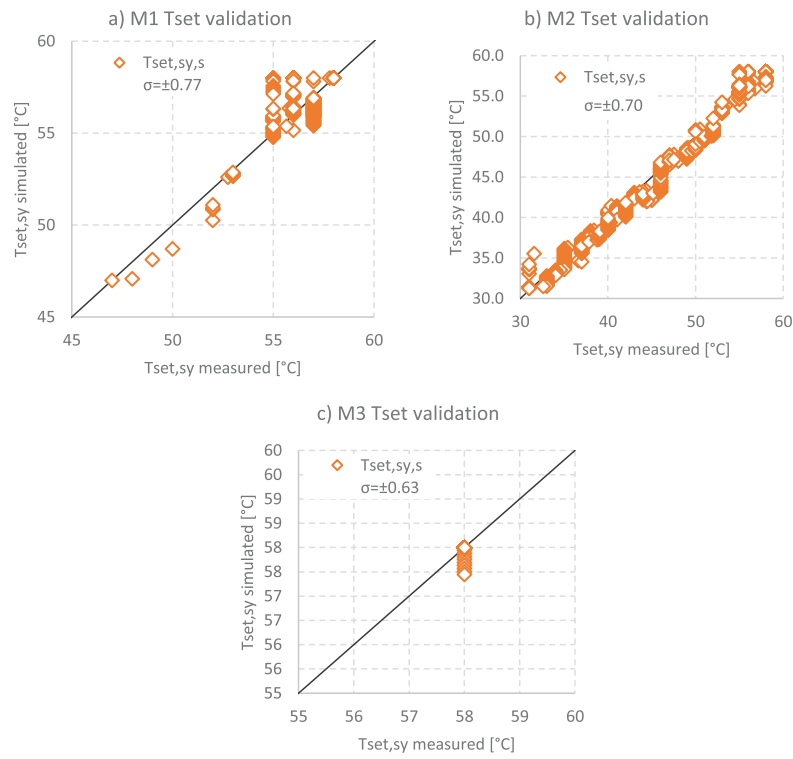 a) M1 Tset validation
60
55
50
45
45
50
55
60
Tset,sy simulated [°C]
Tset,sy measured [°C]
Tset,sy,s
σ=±0.77
b) M2 Tset validation
60.0
55.0
50.0
45.0
40.0
35.0
30.0
30
40
50
60
Tset,sy simulated [°C]
Tset,sy measured [°C]
Tset,sy,s
σ=±0.70
c) M3 Tset validation
60
60
59
59
58
58
57
57
56
56
55
55
56
57
58
59
60
Tset,sy simulated [°C]
Tset,sy measured [°C]
Tset,sy,s
σ=±0.63